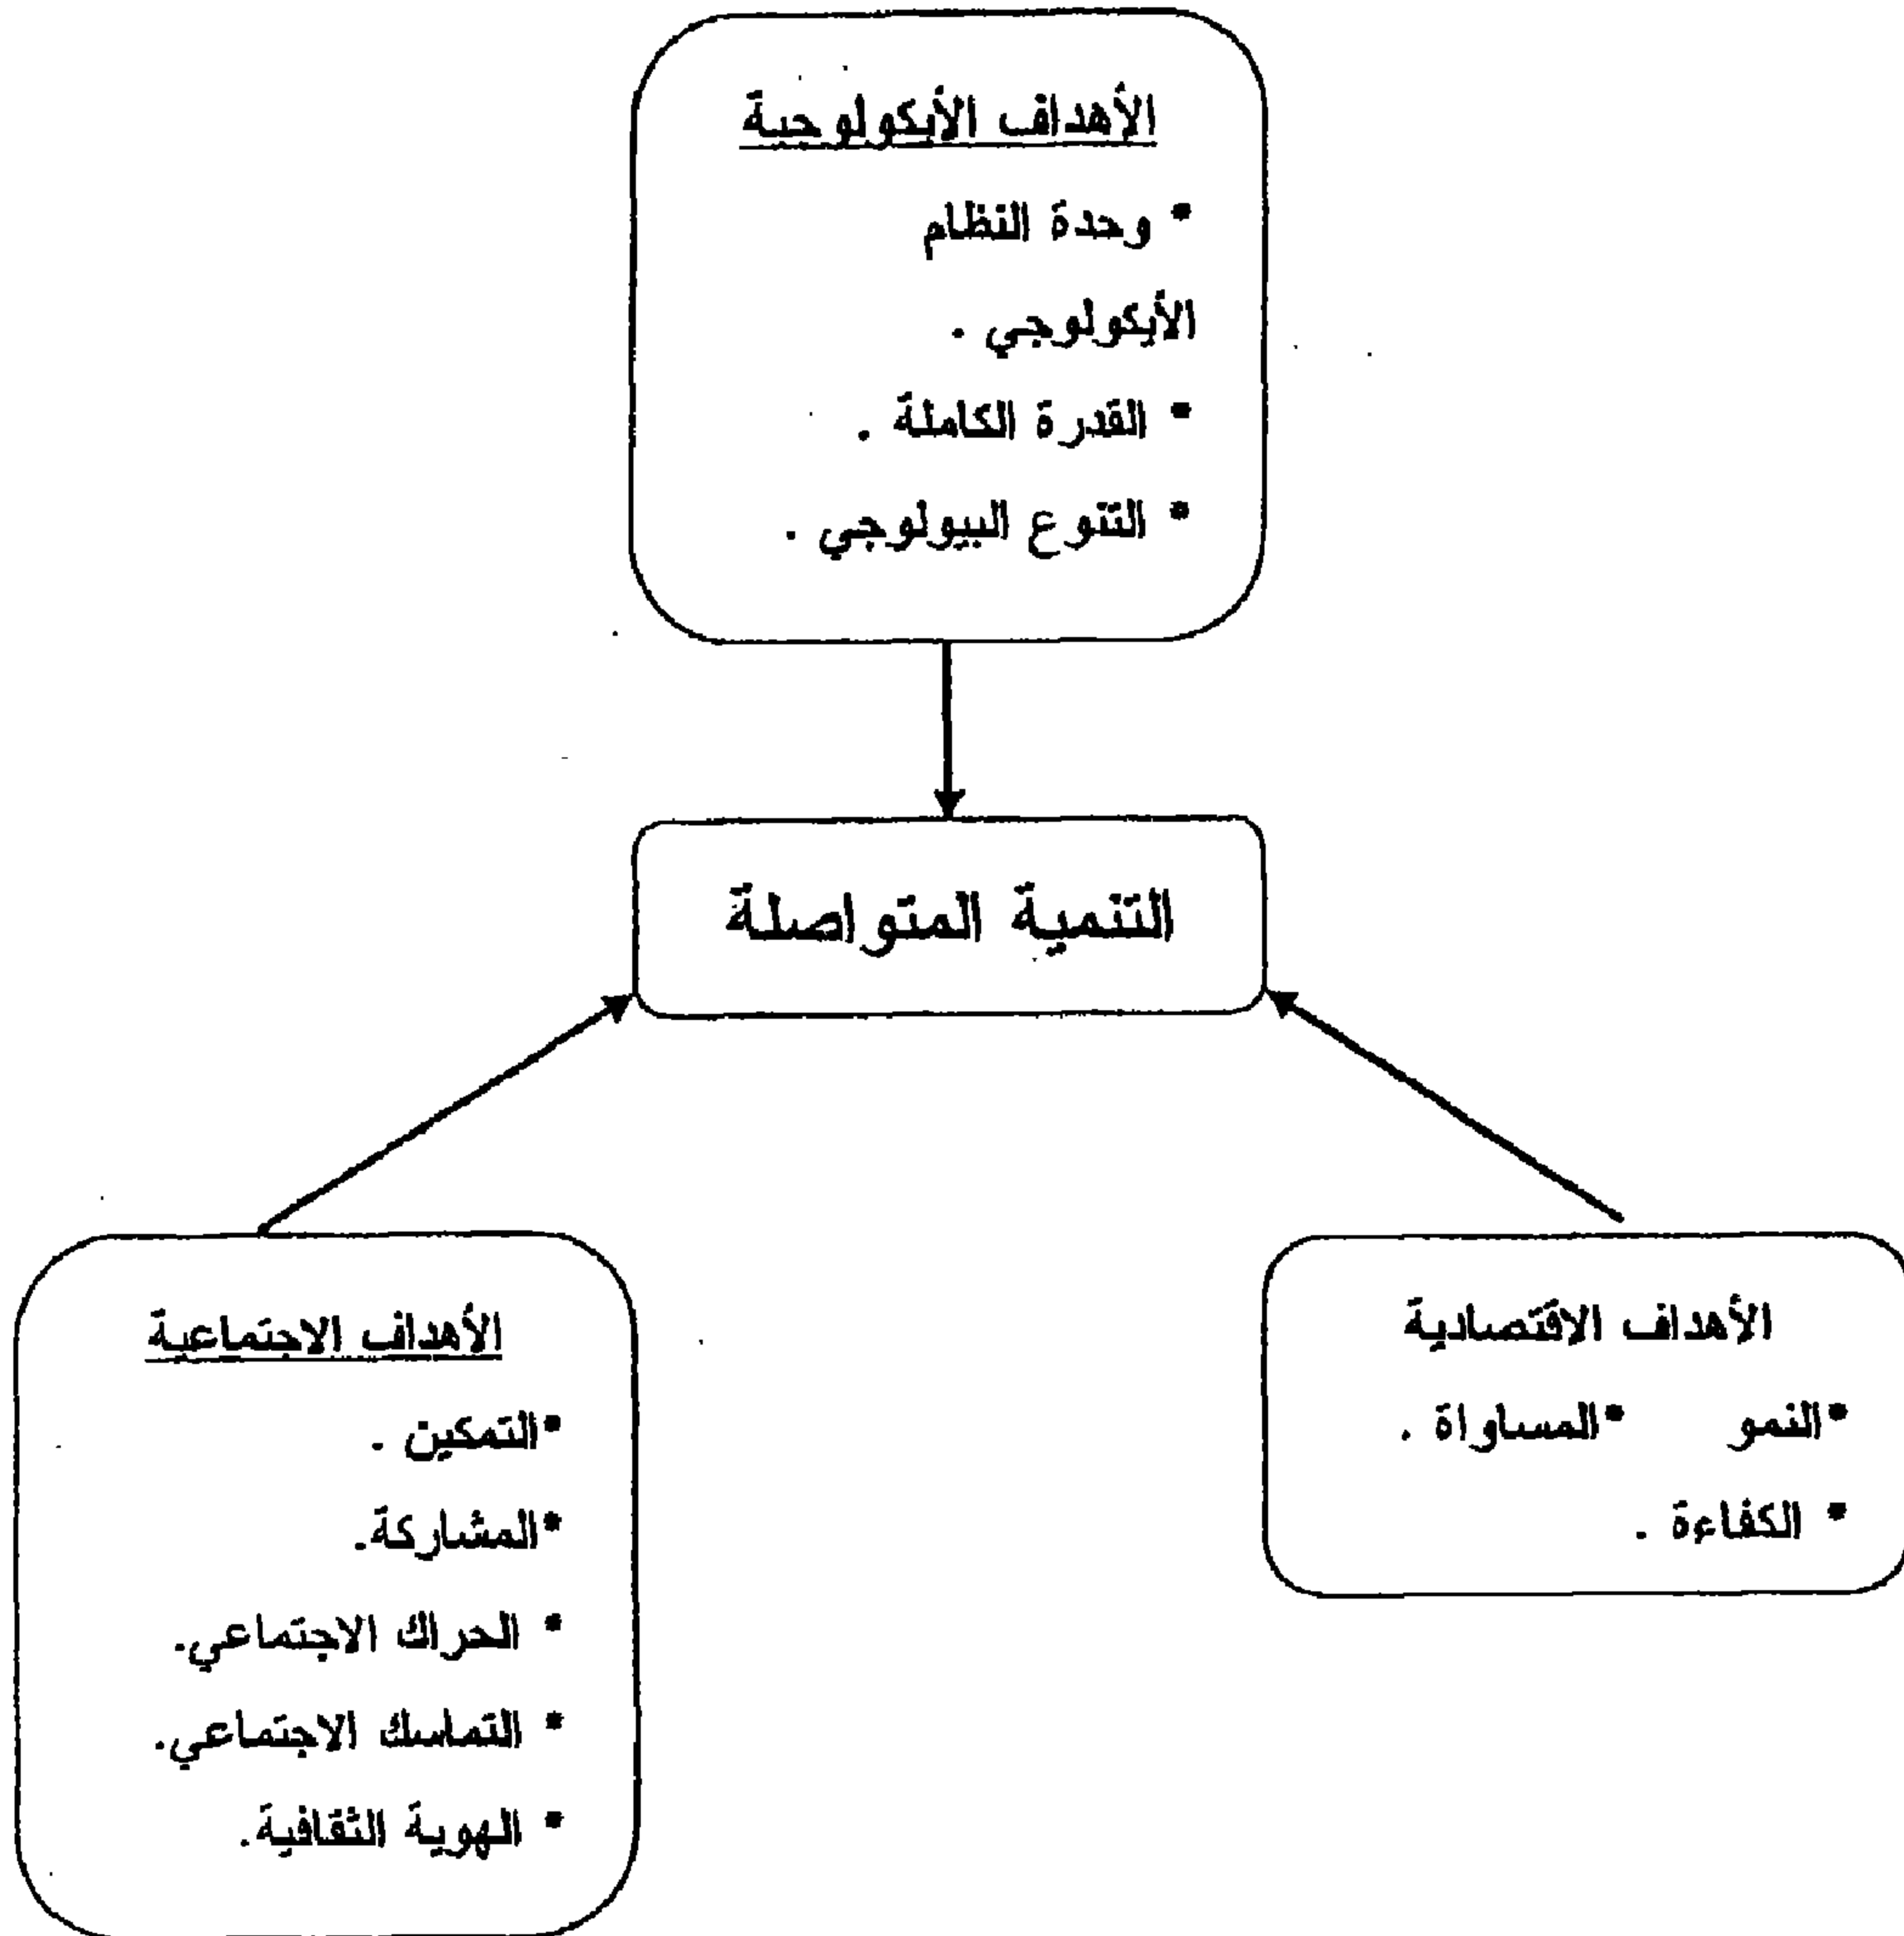 الأهداف الأيكولوجية
• وحدة النظام
الأيكولوجي .
• القدرة الكاملة .
• التنوع البيولوجي .
التنمية المتواصلة
الأهداف الاقتصادية
•النمو •المساواة .
• الكفاءة .
الأهداف الاجتماعية
•التمكين .
•المشاركة.
• الحراك الاجتماعي.
• التماسك الاجتماعي.
• الهوية الثقافية.